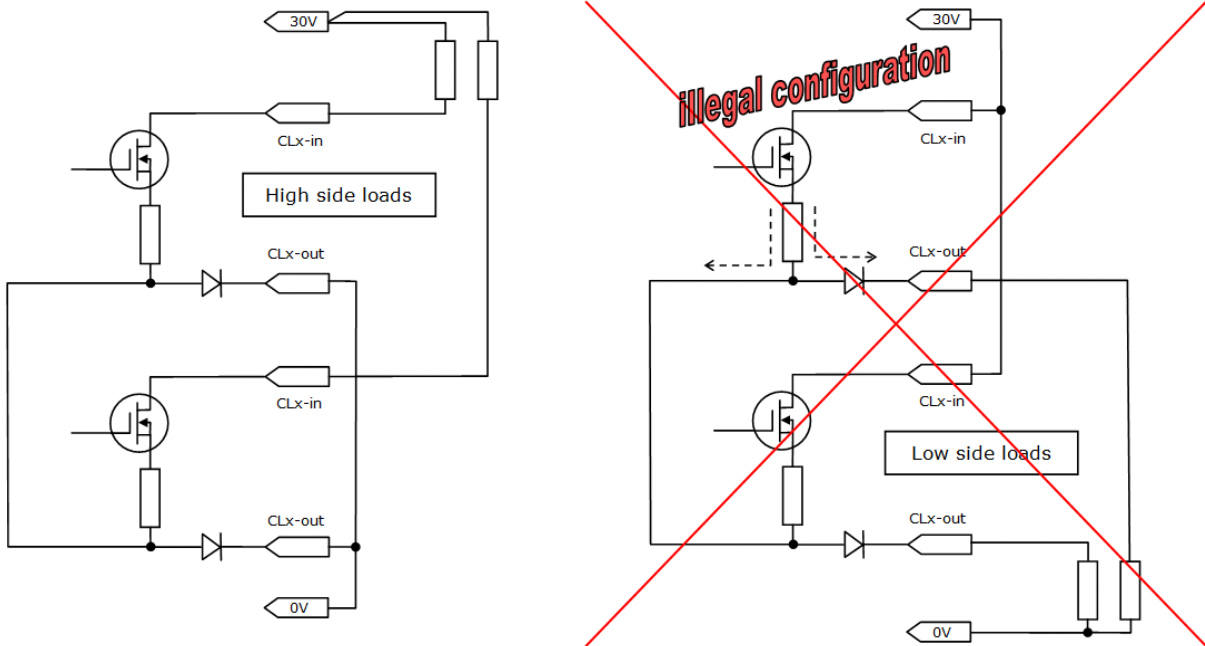 30V
CLx-in
High side loads
CLx-out
CLx-in
CLx-out
0V
30V
illegal configuration
CLx-in
CLx-out
CLx-in
Low side loads
CLx-out
0V